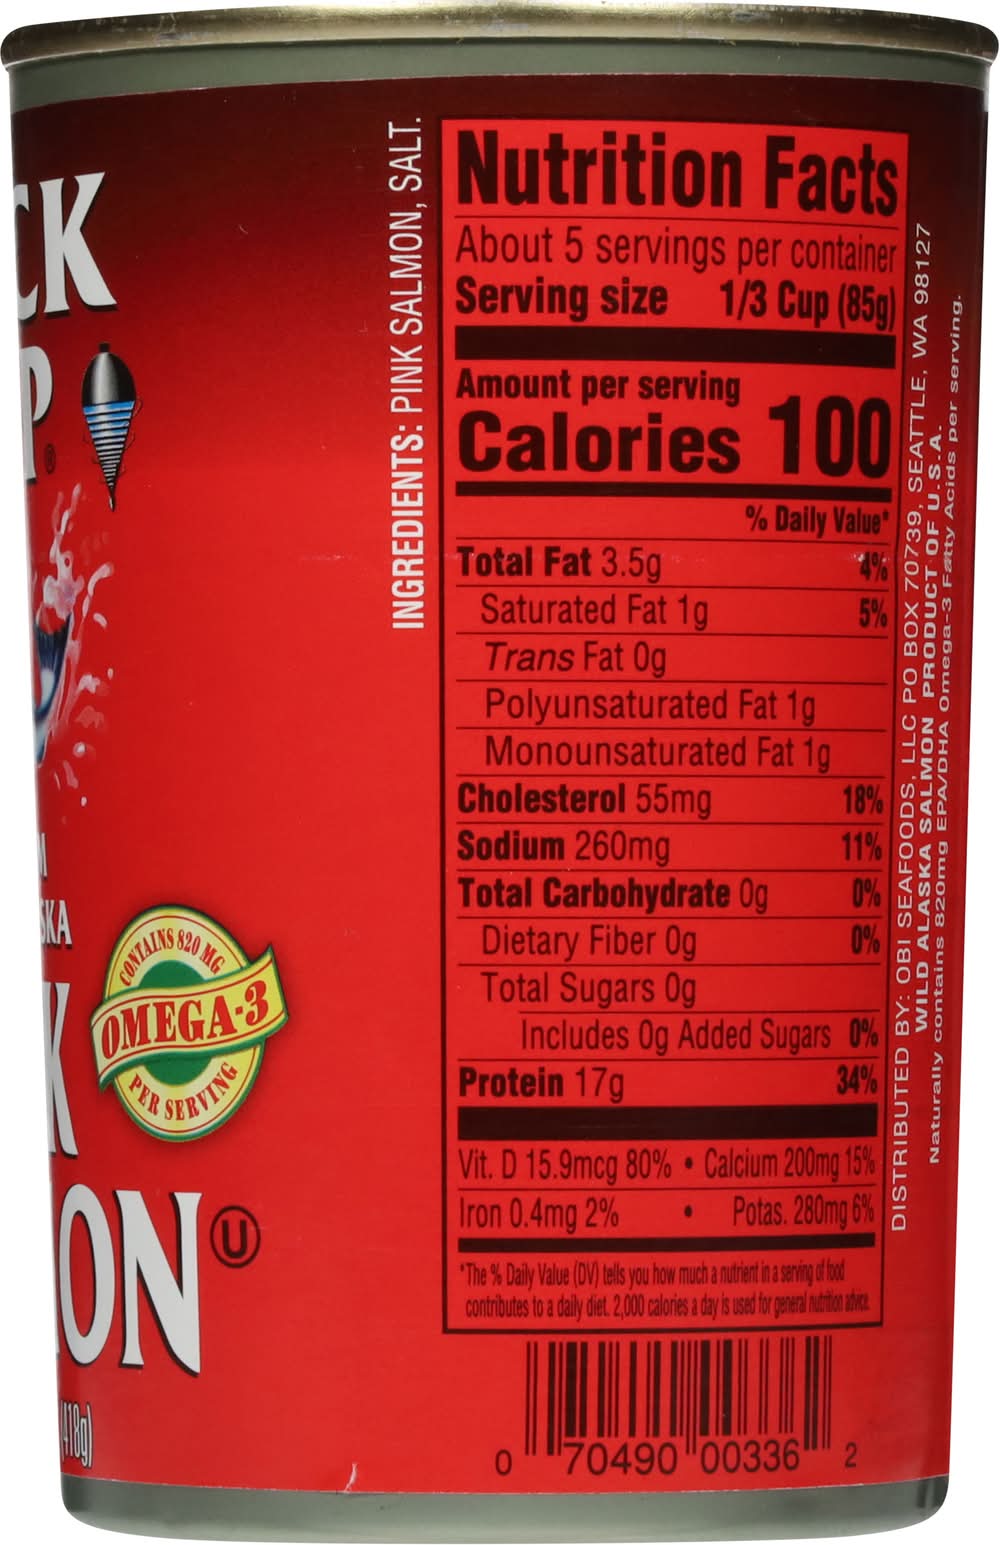 CK
P®
M
SKA
K
ON
(418g)
CONTAINS 820 MG
OMEGA-3
PER SERVING
U
INGREDIENTS: PINK SALMON, SALT.
Nutrition Facts
About 5 servings per container
Serving size 1/3 Cup (85g)
Amount per serving
Calories 100
% Daily Value*
Total Fat 3.5g 4%
Saturated Fat 1g 5%
Trans Fat 0g
Polyunsaturated Fat 1g
Monounsaturated Fat 1g
Cholesterol 55mg 18%
Sodium 260mg 11%
Total Carbohydrate 0g 0%
Dietary Fiber 0g 0%
Total Sugars 0g
Includes 0g Added Sugars 0%
Protein 17g 34%
Vit. D 15.9mcg 80% • Calcium 200mg 15%
Iron 0.4mg 2% • Potas. 280mg 6%
*The % Daily Value (DV) tells you how much a nutrient in a serving of food
contributes to a daily diet. 2,000 calories a day is used for general nutrition advice.
0 70490 00336 2
DISTRIBUTED BY: OBI SEAFOODS, LLC PO BOX 70739, SEATTLE, WA 98127
WILD ALASKA SALMON PRODUCT OF U.S.A.
Naturally contains 820mg EPA/DHA Omega-3 Fatty Acids per serving.